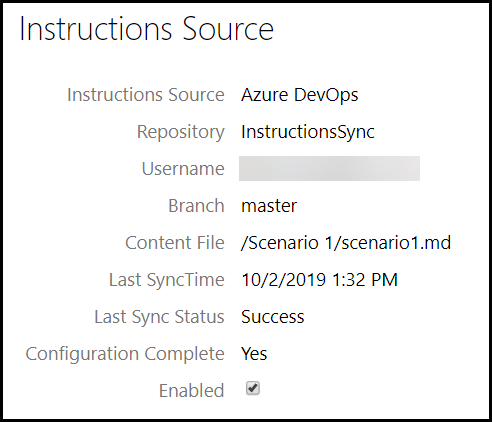 Instructions Source
Instructions Source Azure DevOps
Repository InstructionsSync
Username
Branch master
Content File /Scenario 1/scenario1.md
Last SyncTime 10/2/2019 1:32 PM
Last Sync Status Success
Configuration Complete Yes
Enabled